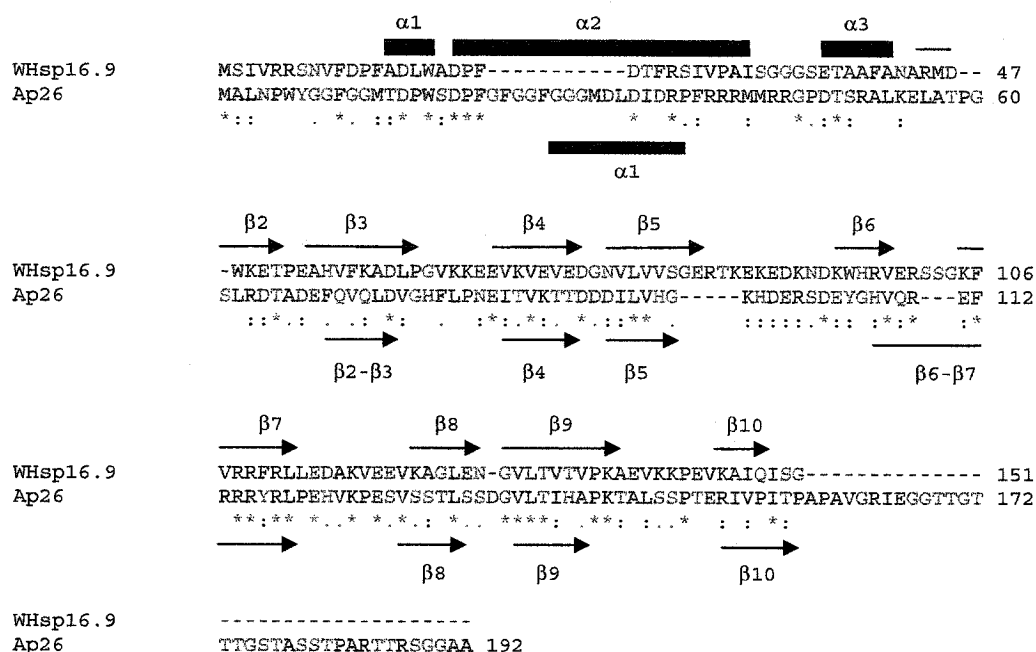 α1 α2 α3
WHsp16.9 MSIVRRSNVFDPFADLWADPF------------DTFRSIVPAISGGGSETAAFANARMD-- 47
Ap26 MALNPWYGGFGGMTDPWSDPFGFGGFGGGMDLDIDRPFRRRMMRRGPDTSRALKELATPG 60
*:: . *. ::*:*** * *.: *.*: :
α1
β2 β3 β4 β5 β6
WHsp16.9 -WKETPEAHVFKADLPGVKKEEVKVEVEDGNVLVVSGERTKEKEDKNDKWHRVERSSGKF 106
Ap26 SLRDTADEFQVQLDVGHFLPNEITVKTTDDDILVHG-----KHDERSDEYGHVQR---EF 112
::*.: . .*: . :*:.*:. *.::**. :::::*:: :*:* :*
β2-β3 β4 β5 β6-β7
β7 β8 β9 β10
WHsp16.9 VRRFRLLEDAKVEEVKAGLEN-GVLTVTVPKAEVKKPEVKAIQISG-------------- 151
Ap26 RRRYRLPEHVKPESVSSTLSSDGVLTIHAPKTALSSPTERIVPITPAPAVGRIEGGTTGT 172
**:** *..* *.*.: *.. ****: .**: ..* : : *:
β8 β9 β10
WHsp16.9 --------------------
Ap26 TTGSTASSTPARTTRSGGAA 192